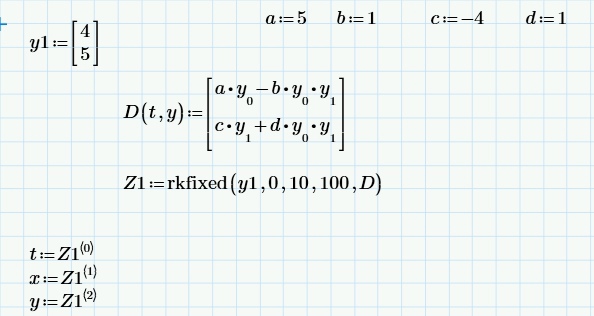 a:=5 b:=1 c:=−4 d:=1
y1:=[4
5]
D(t,y):=[a·y₀−b·y₀·y₁
c·y₁+d·y₀·y₁]
Z1:=rkfixed(y1,0,10,100,D)
t:=Z1⟨0⟩
x:=Z1⟨1⟩
y:=Z1⟨2⟩